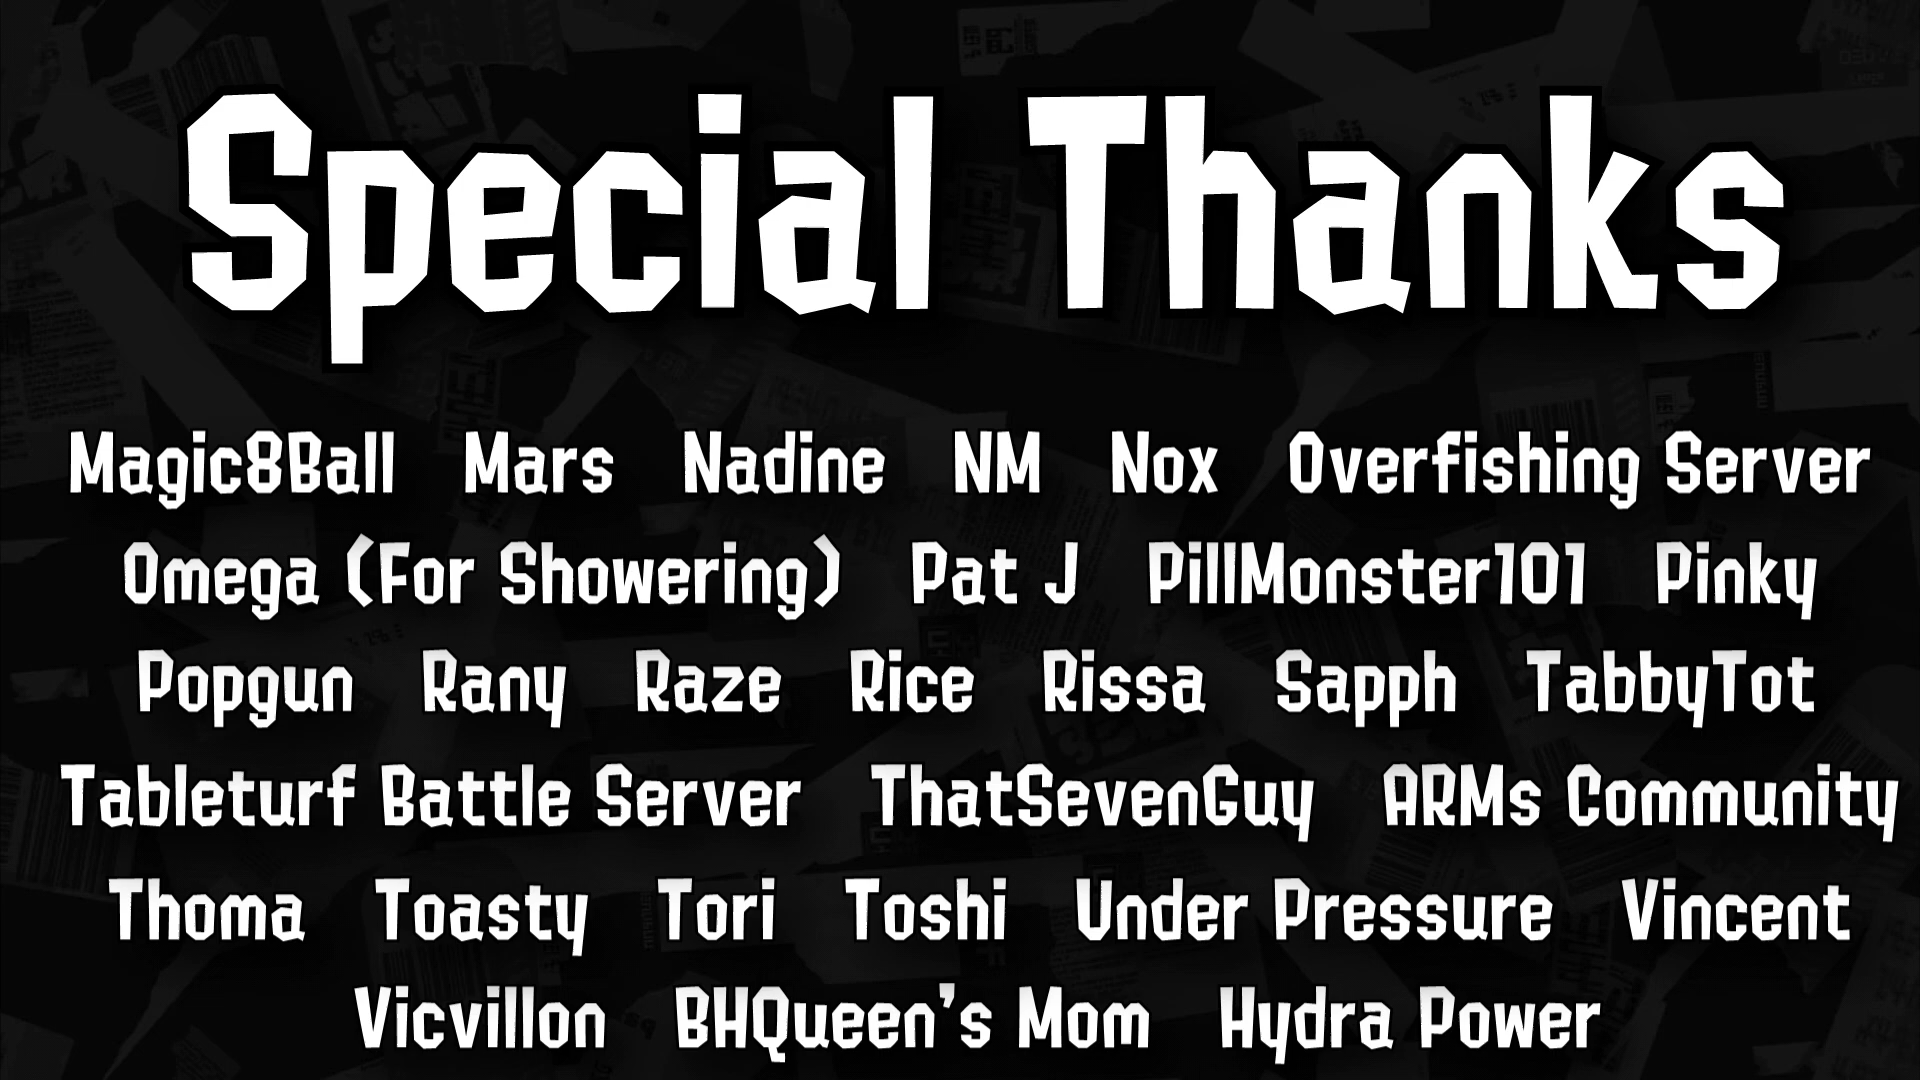 Special Thanks
Magic8Ball Mars Nadine NM Nox Overfishing Server
Omega (For Showering) Pat J PillMonster101 Pinky
Popgun Rany Raze Rice Rissa Sapph TabbyTot
Tableturf Battle Server ThatSevenGuy ARMs Community
Thoma Toasty Tori Toshi Under Pressure Vincent
Vicvillon BHQueen's Mom Hydra Power